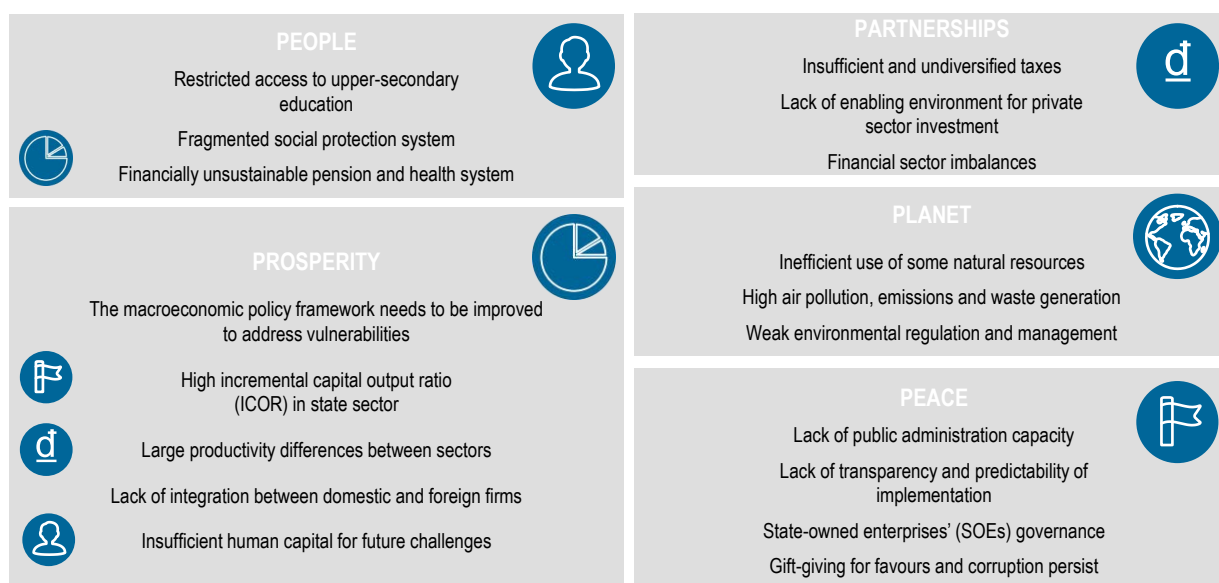 PEOPLE
Restricted access to upper-secondary
education
Fragmented social protection system
Financially unsustainable pension and health system
PROSPERITY
The macroeconomic policy framework needs to be improved
to address vulnerabilities
High incremental capital output ratio
(ICOR) in state sector
đ
Large productivity differences between sectors
Lack of integration between domestic and foreign firms
Insufficient human capital for future challenges
PARTNERSHIPS
đ
Insufficient and undiversified taxes
Lack of enabling environment for private
sector investment
Financial sector imbalances
PLANET
Inefficient use of some natural resources
High air pollution, emissions and waste generation
Weak environmental regulation and management
PEACE
Lack of public administration capacity
Lack of transparency and predictability of
implementation
State-owned enterprises’ (SOEs) governance
Gift-giving for favours and corruption persist